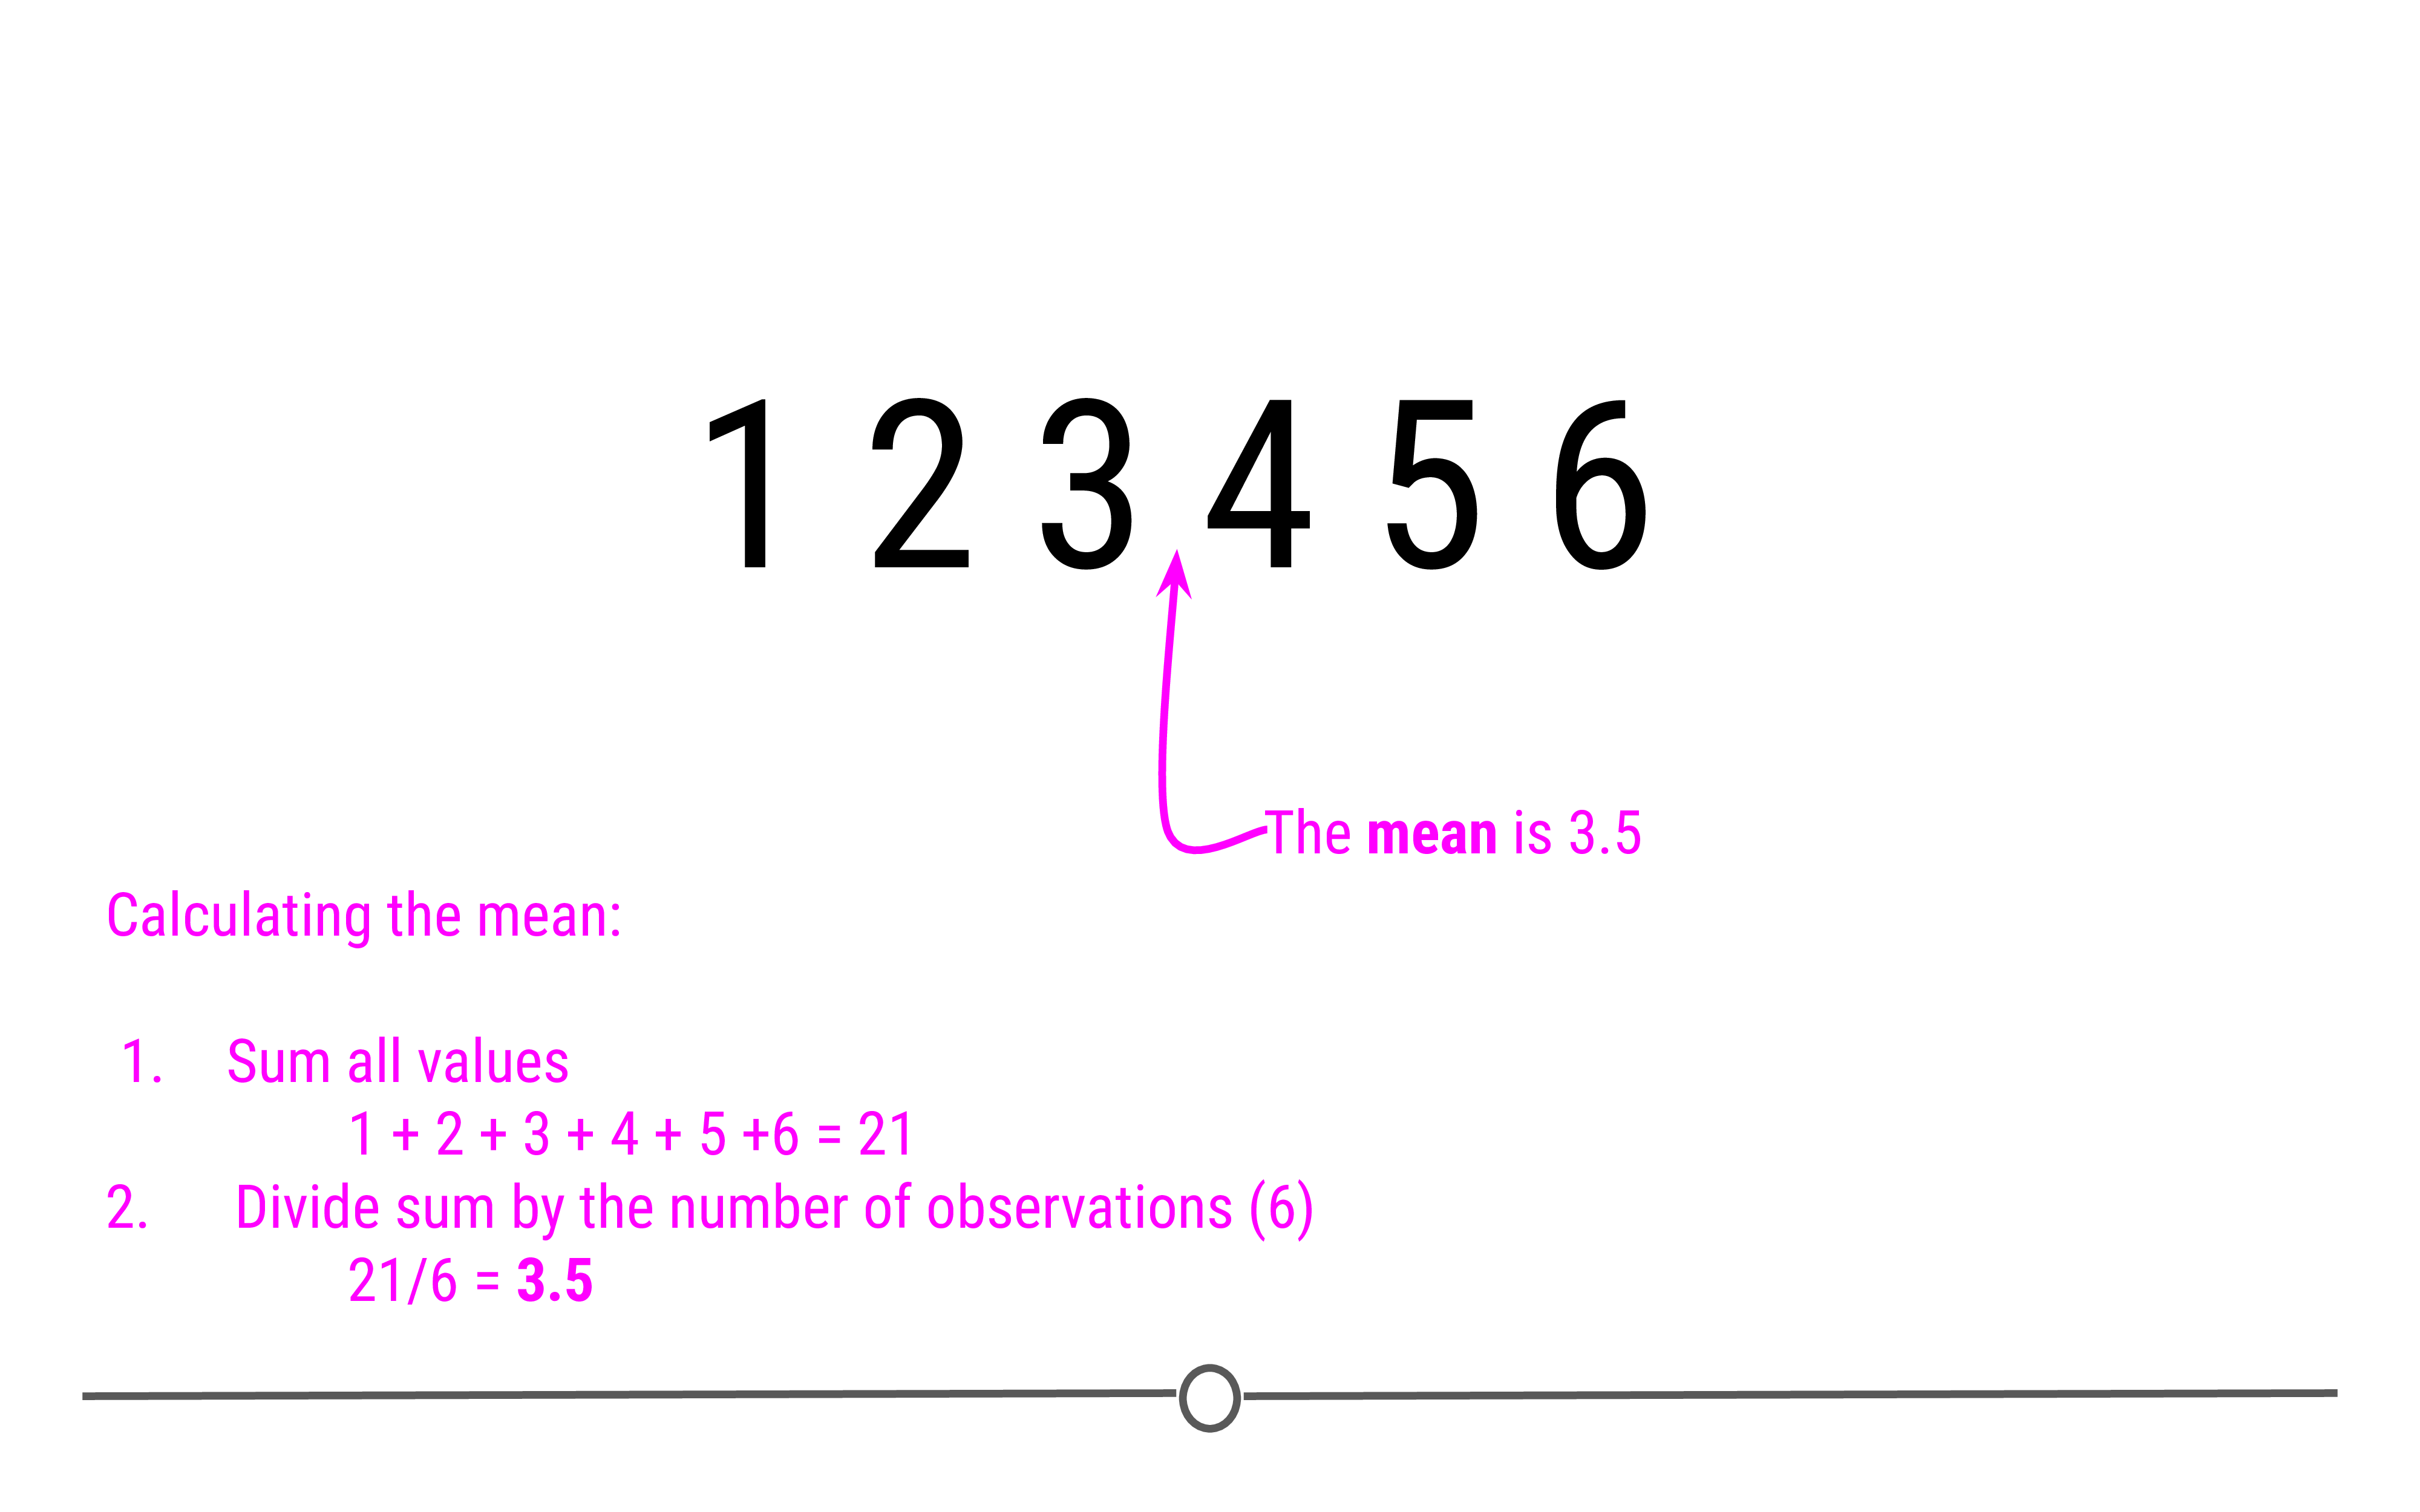 1 2 3 4 5 6
The mean is 3.5
Calculating the mean:
1. Sum all values
1 + 2 + 3 + 4 + 5 +6 = 21
2. Divide sum by the number of observations (6)
21/6 = 3.5